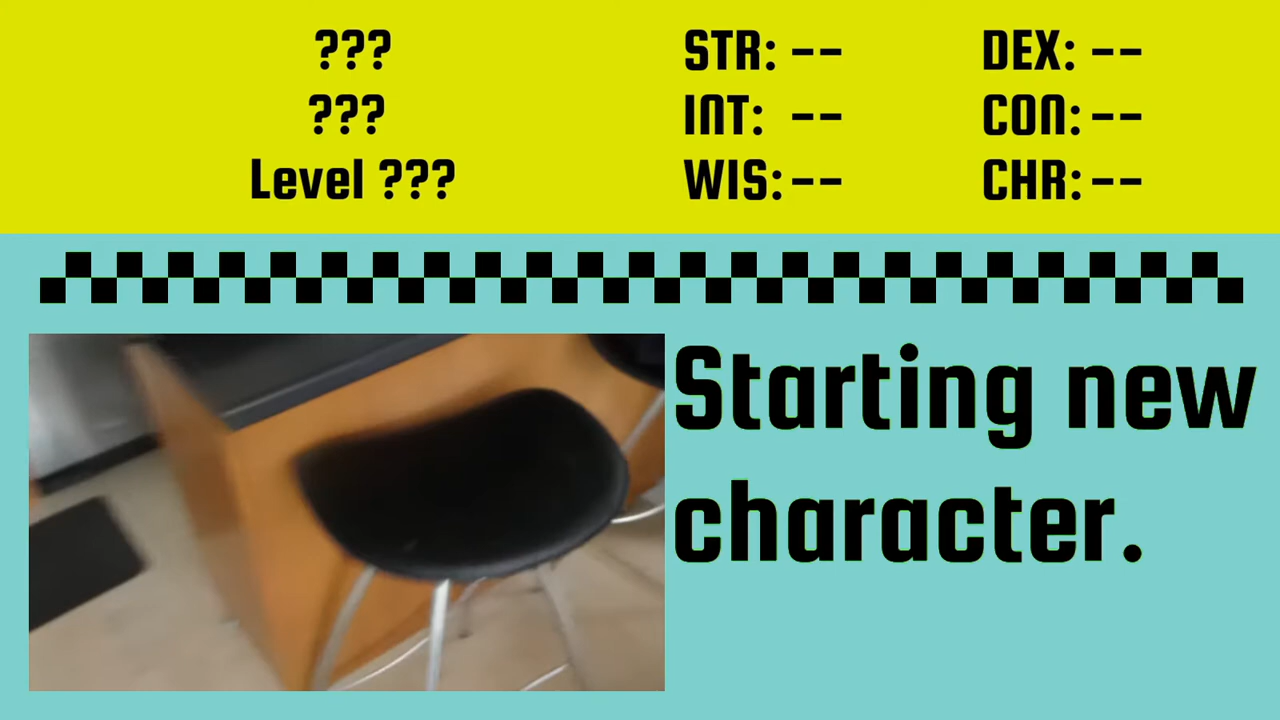 ???
???
Level ???
STR: --
DEX: --
INT: --
CON: --
WIS: --
CHR: --
Starting new
character.